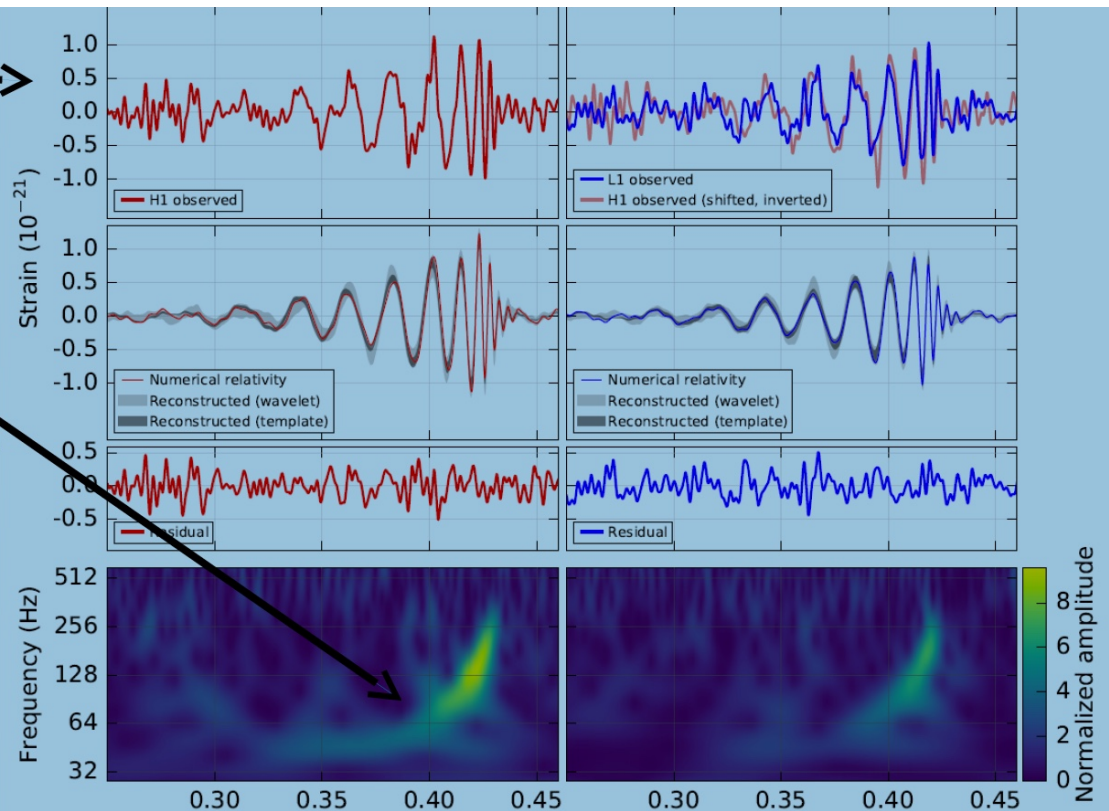 1.0
0.5
0.0
-0.5
-1.0
H1 observed
L1 observed
H1 observed (shifted, inverted)
Strain (10⁻²¹)
1.0
0.5
0.0
-0.5
-1.0
Numerical relativity
Reconstructed (wavelet)
Reconstructed (template)
Numerical relativity
Reconstructed (wavelet)
Reconstructed (template)
0.5
0.0
-0.5
Residual
Residual
Frequency (Hz)
512
256
128
64
32
0.30 0.35 0.40 0.45
0.30 0.35 0.40 0.45
8
6
4
2
0
Normalized amplitude